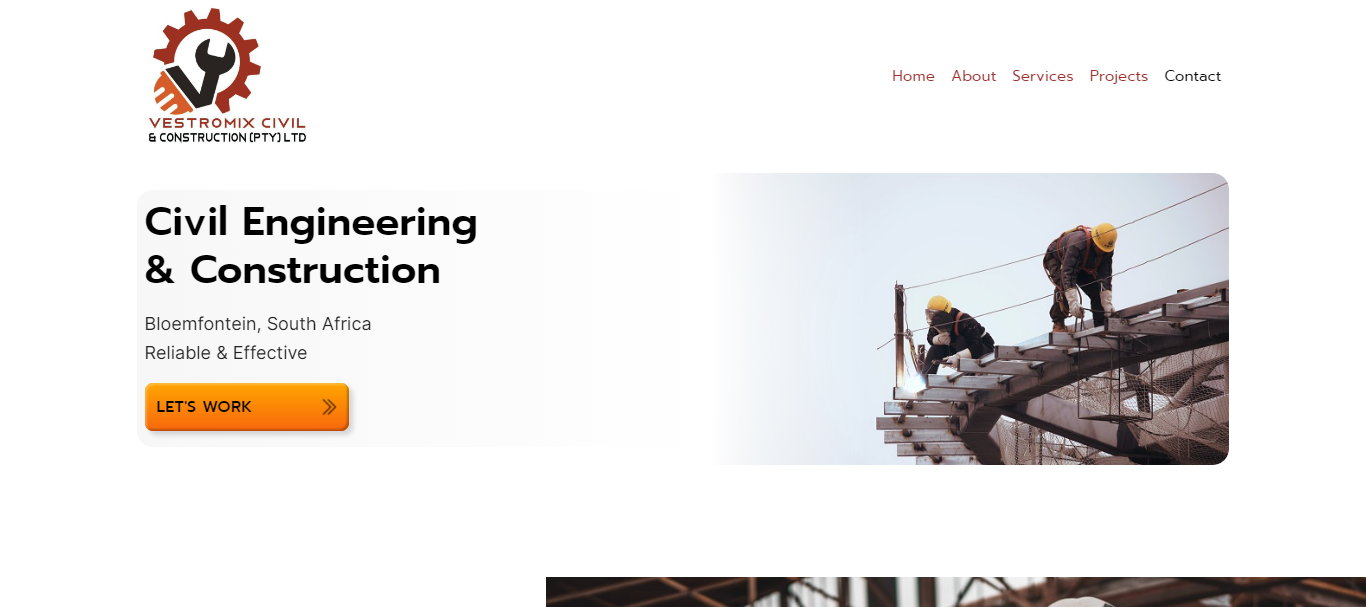 VESTROMIX CIVIL
& CONSTRUCTION (PTY) LTD
Home About Services Projects Contact
Civil Engineering
& Construction
Bloemfontein, South Africa
Reliable & Effective
LET'S WORK